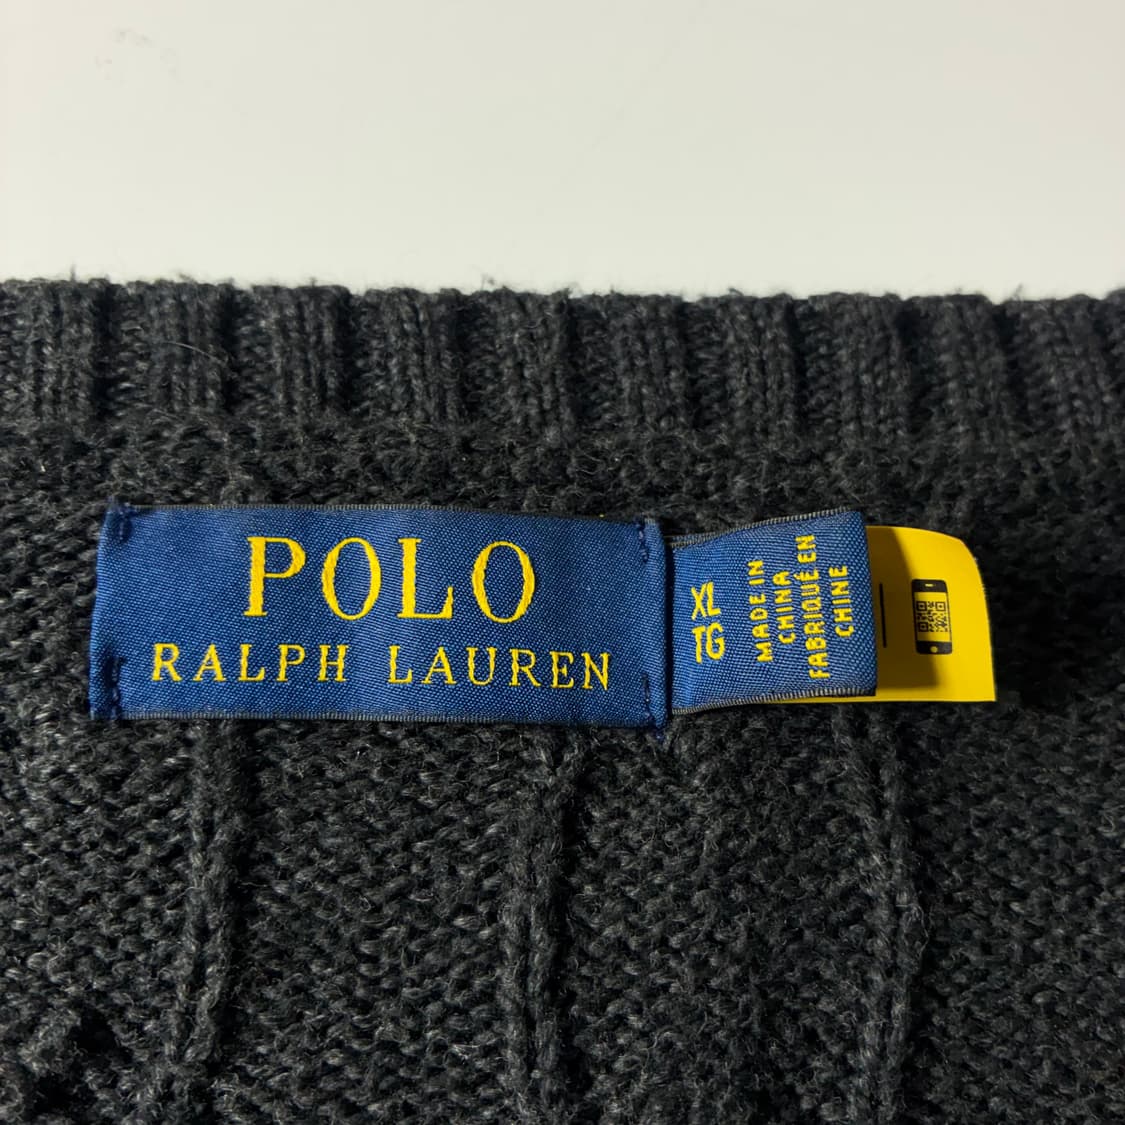 POLO
RALPH LAUREN
XL
TG
MADE IN
CHINA
FABRIQUÉ EN
CHINE